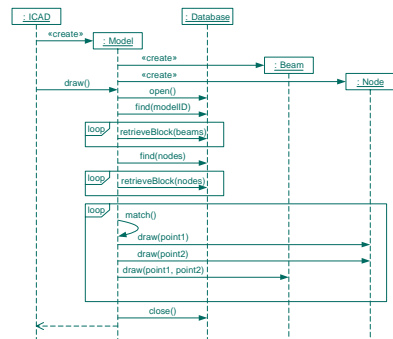 : ICAD
: Database
«create»
: Model
«create»
: Beam
«create»
: Node
draw()
open()
find(modelID)
loop
retrieveBlock(beams)
find(nodes)
loop
retrieveBlock(nodes)
loop
match()
draw(point1)
draw(point2)
draw(point1, point2)
close()